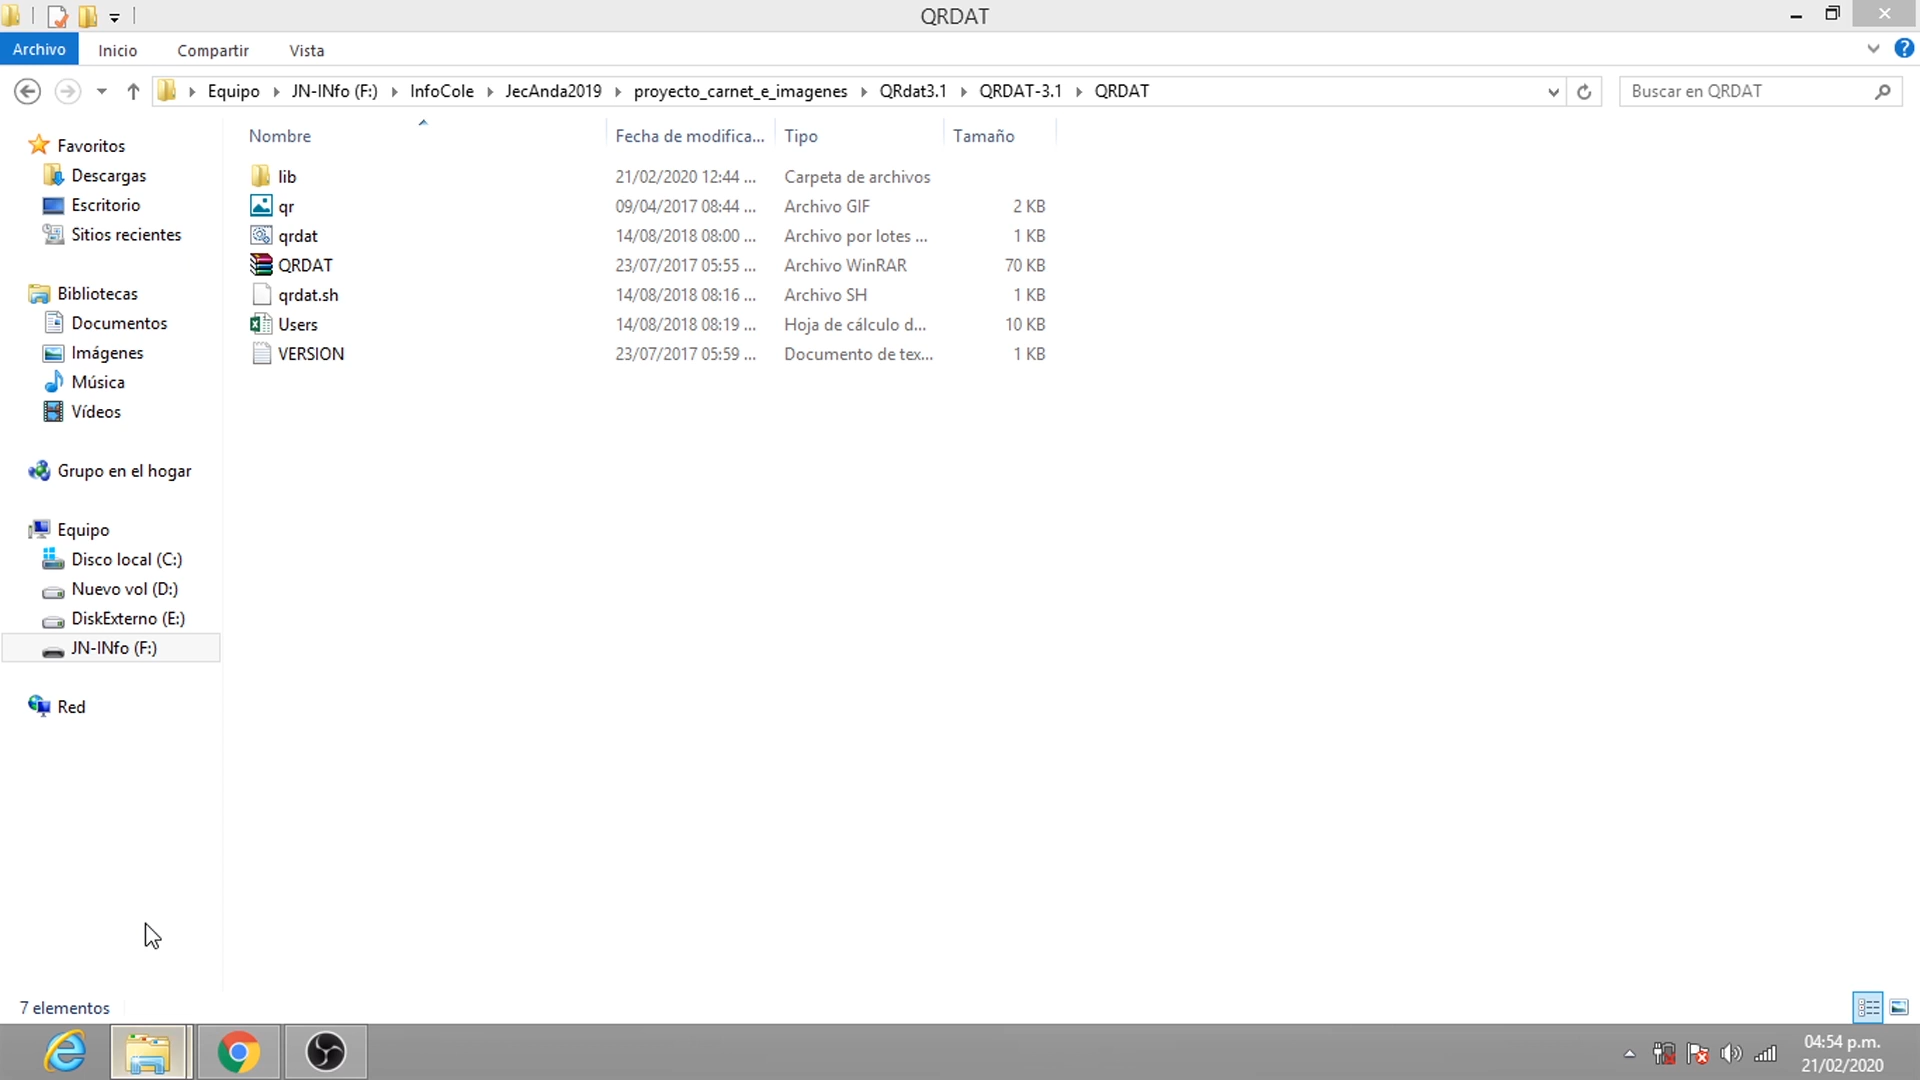 QRDAT
Archivo Inicio Compartir Vista
Equipo JN-INfo (F:) InfoCole JecAnda2019 proyecto_carnet_e_imagenes QRdat3.1 QRDAT-3.1 QRDAT Buscar en QRDAT
Nombre Fecha de modifica... Tipo Tamaño
lib 21/02/2020 12:44 ... Carpeta de archivos
qr 09/04/2017 08:44 ... Archivo GIF 2 KB
qrdat 14/08/2018 08:00 ... Archivo por lotes ... 1 KB
QRDAT 23/07/2017 05:55 ... Archivo WinRAR 70 KB
qrdat.sh 14/08/2018 08:16 ... Archivo SH 1 KB
Users 14/08/2018 08:19 ... Hoja de cálculo d... 10 KB
VERSION 23/07/2017 05:59 ... Documento de tex... 1 KB
Favoritos
Descargas
Escritorio
Sitios recientes
Bibliotecas
Documentos
Imágenes
Música
Vídeos
Grupo en el hogar
Equipo
Disco local (C:)
Nuevo vol (D:)
DiskExterno (E:)
JN-INfo (F:)
Red
7 elementos
04:54 p.m.
21/02/2020